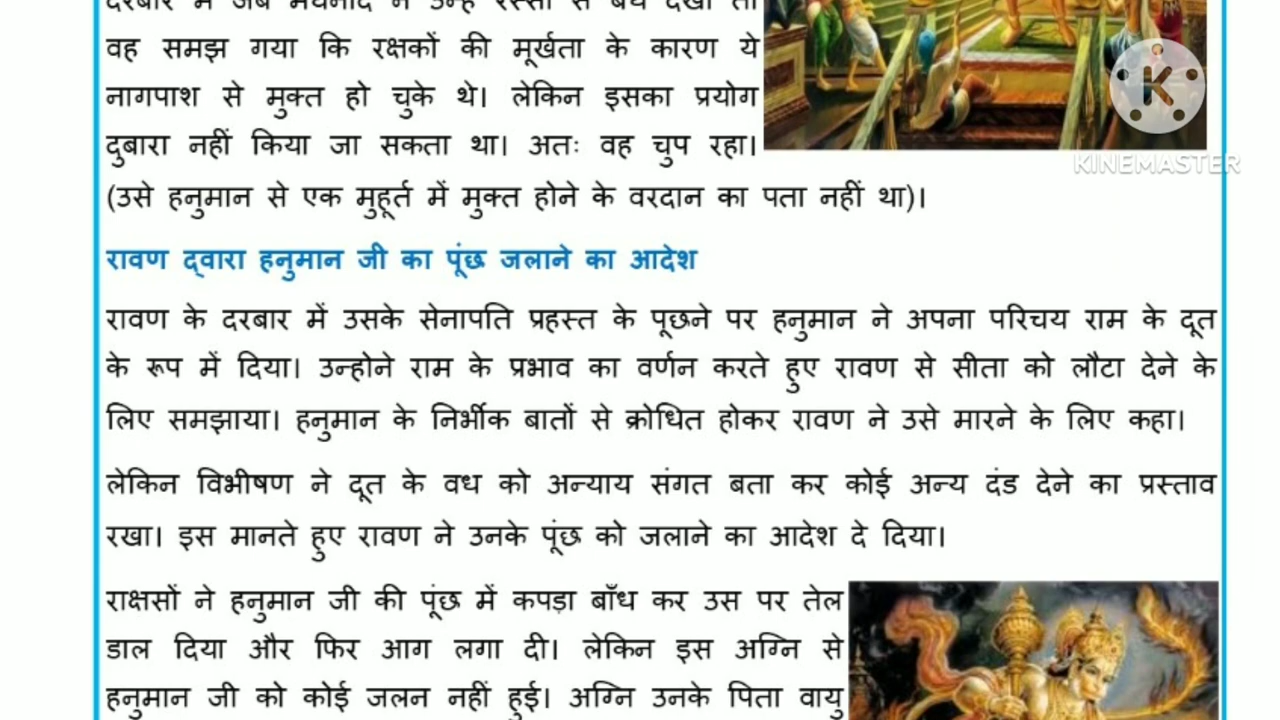 वह समझ गया कि रक्षकों की मूर्खता के कारण ये
नागपाश से मुक्त हो चुके थे। लेकिन इसका प्रयोग
दुबारा नहीं किया जा सकता था। अतः वह चुप रहा।
KINEMASTER
(उसे हनुमान से एक मुहूर्त में मुक्त होने के वरदान का पता नहीं था)।
रावण द्वारा हनुमान जी का पूंछ जलाने का आदेश
रावण के दरबार में उसके सेनापति प्रहस्त के पूछने पर हनुमान ने अपना परिचय राम के दूत
के रूप में दिया। उन्होने राम के प्रभाव का वर्णन करते हुए रावण से सीता को लौटा देने के
लिए समझाया। हनुमान के निर्भीक बातों से क्रोधित होकर रावण ने उसे मारने के लिए कहा।
लेकिन विभीषण ने दूत के वध को अन्याय संगत बता कर कोई अन्य दंड देने का प्रस्ताव
रखा। इस मानते हुए रावण ने उनके पूंछ को जलाने का आदेश दे दिया।
राक्षसों ने हनुमान जी की पूंछ में कपड़ा बाँध कर उस पर तेल
डाल दिया और फिर आग लगा दी। लेकिन इस अग्नि से
हनुमान जी को कोई जलन नहीं हुई। अग्नि उनके पिता वायु